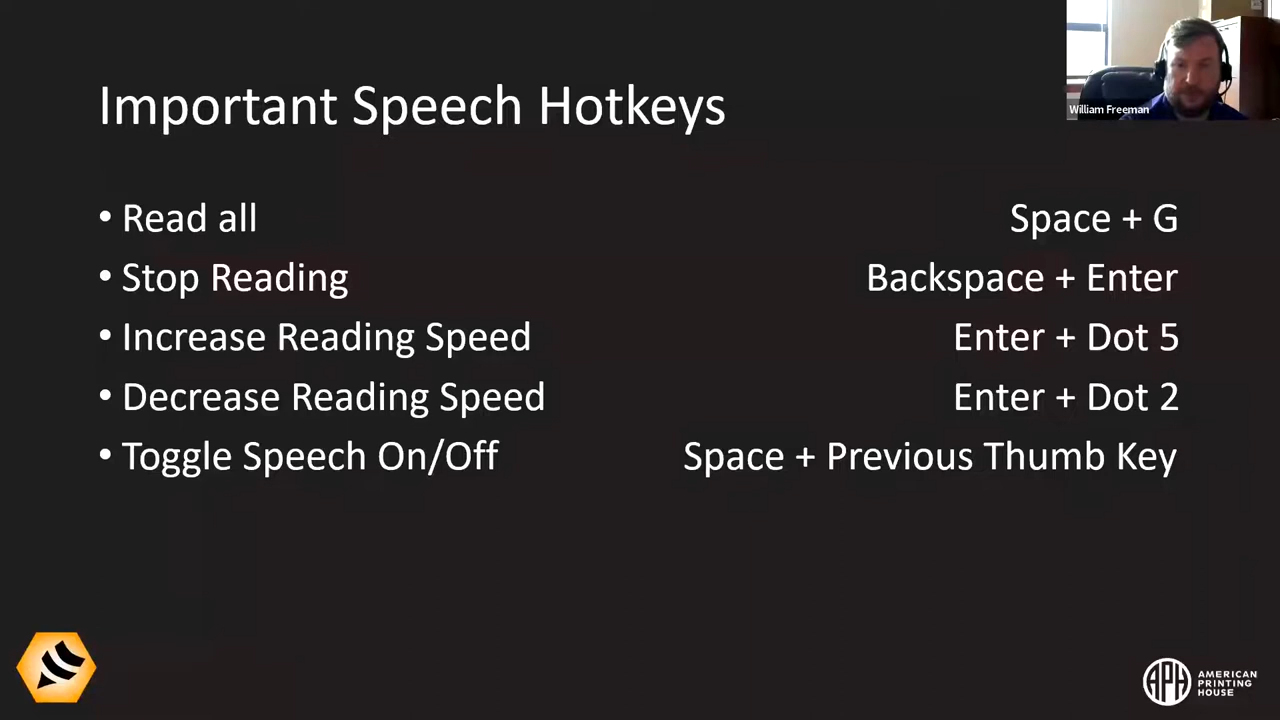 William Freeman
Important Speech Hotkeys
• Read all Space + G
• Stop Reading Backspace + Enter
• Increase Reading Speed Enter + Dot 5
• Decrease Reading Speed Enter + Dot 2
• Toggle Speech On/Off Space + Previous Thumb Key
APH
AMERICAN
PRINTING
HOUSE